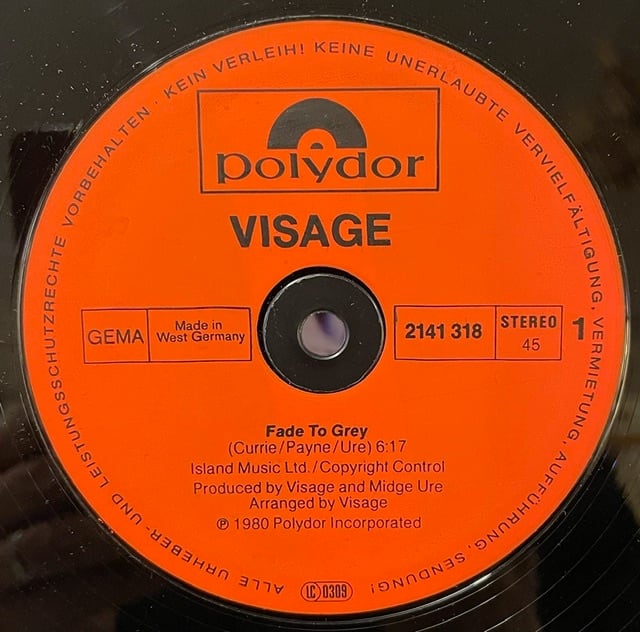 ALLE URHEBER- UND LEISTUNGSSCHUTZRECHTE VORBEHALTEN · KEIN VERLEIH! KEINE UNERLAUBTE VERVIELFÄLTIGUNG, VERMIETUNG, AUFFÜHRUNG, SENDUNG!
polydor
VISAGE
GEMA
Made in
West Germany
2141 318
STEREO
45
1
Fade To Grey
(Currie/Payne/Ure) 6:17
Island Music Ltd./Copyright Control
Produced by Visage and Midge Ure
Arranged by Visage
℗ 1980 Polydor Incorporated
LC 0309